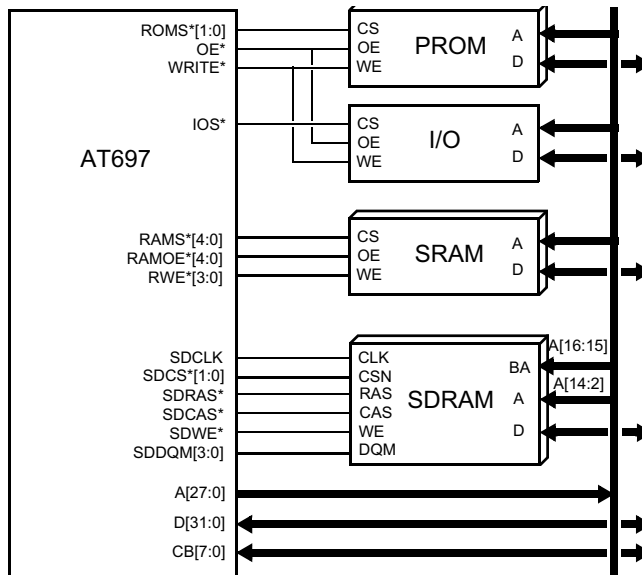 ROMS*[1:0] CS PROM A
OE* OE
WRITE* WE D
IOS* CS I/O A
OE
WE D
AT697
RAMS*[4:0] CS SRAM A
RAMOE*[4:0] OE
RWE*[3:0] WE D
A[16:15]
SDCLK CLK BA
SDCS*[1:0] CSN
A[14:2]
SDRAS* RAS SDRAM A
SDCAS* CAS
SDWE* WE D
SDDQM[3:0] DQM
A[27:0]
D[31:0]
CB[7:0]